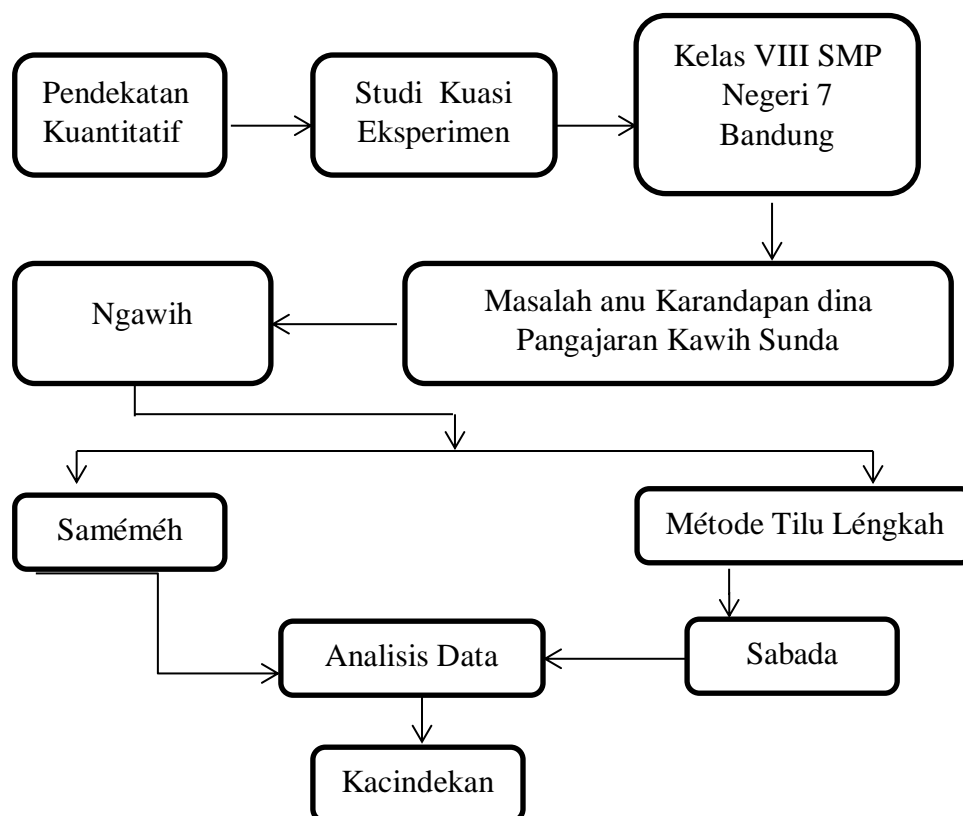 Pendekatan
Kuantitatif
Studi Kuasi
Eksperimen
Kelas VIII SMP
Negeri 7
Bandung
Ngawih
Masalah anu Karandapan dina
Pangajaran Kawih Sunda
Saméméh
Métode Tilu Léngkah
Analisis Data
Sabada
Kacindekan